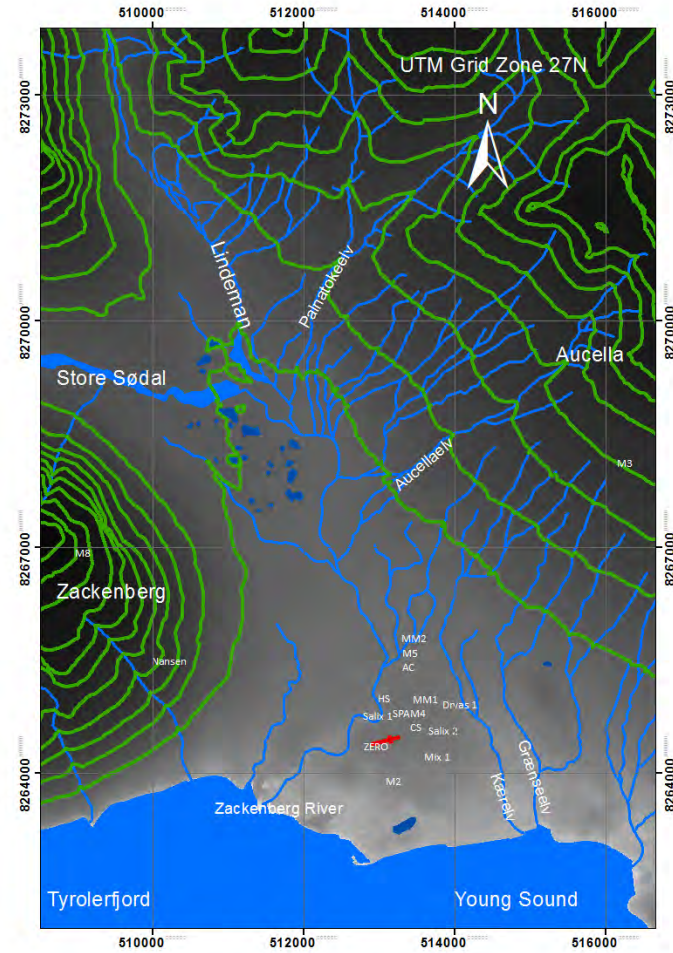 510000 512000 514000 516000
UTM Grid Zone 27N
8273000 8273000
N
Lindeman
Palnatokeelv
8270000 8270000
Aucella
Store Sødal
Aucellaelv
M3
8267000 8267000
M8
Zackenberg
MM2
M5
Nansen
AC
HS MM1
Dryas 1
Salix 1 SPAM4
CS
Salix 2
ZERO
Mix 1
Grænseelv
Kærelv
8264000 8264000
M2
Zackenberg River
Tyrolerfjord Young Sound
510000 512000 514000 516000